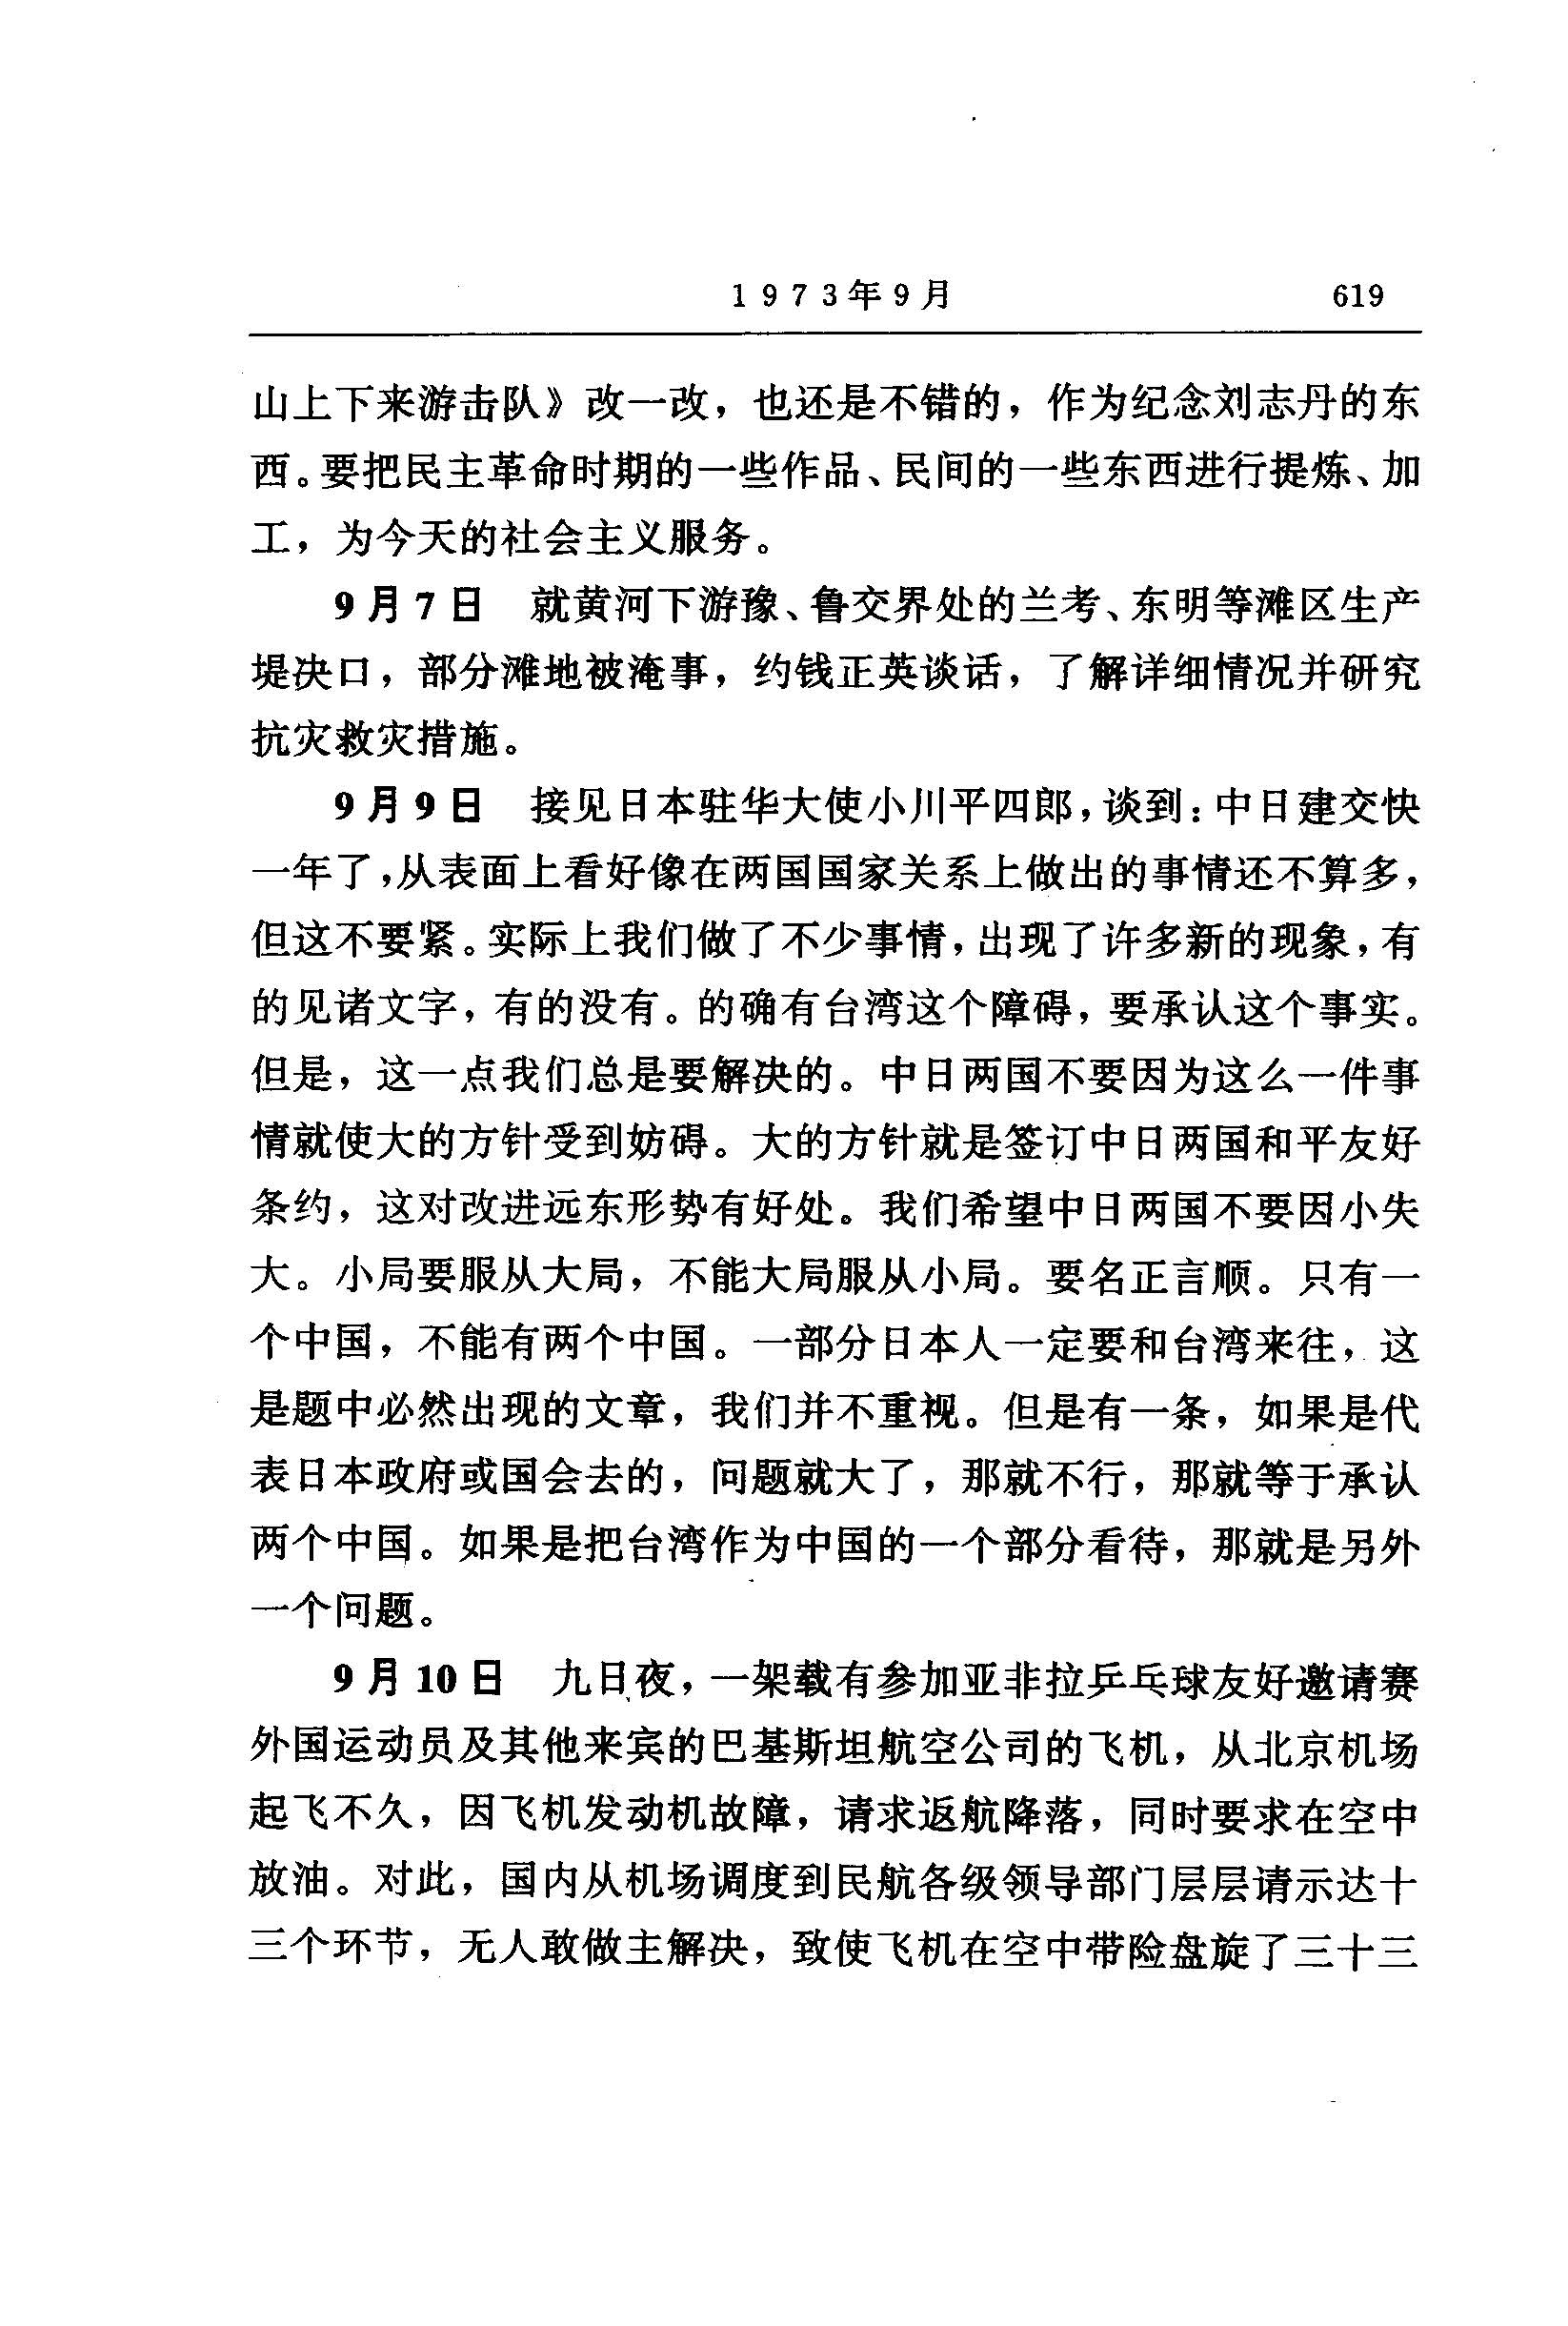 1973年9月 619
山上下来游击队》改一改，也还是不错的，作为纪念刘志丹的东
西。要把民主革命时期的一些作品、民间的一些东西进行提炼、加
工，为今天的社会主义服务。
9月7日 就黄河下游豫、鲁交界处的兰考、东明等滩区生产
堤决口，部分滩地被淹事，约钱正英谈话，了解详细情况并研究
抗灾救灾措施。
9月9日 接见日本驻华大使小川平四郎，谈到：中日建交快
一年了，从表面上看好像在两国国家关系上做出的事情还不算多，
但这不要紧。实际上我们做了不少事情，出现了许多新的现象，有
的见诸文字，有的没有。的确有台湾这个障碍，要承认这个事实。
但是，这一点我们总是要解决的。中日两国不要因为这么一件事
情就使大的方针受到妨碍。大的方针就是签订中日两国和平友好
条约，这对改进远东形势有好处。我们希望中日两国不要因小失
大。小局要服从大局，不能大局服从小局。要名正言顺。只有一
个中国，不能有两个中国。一部分日本人一定要和台湾来往，这
是题中必然出现的文章，我们并不重视。但是有一条，如果是代
表日本政府或国会去的，问题就大了，那就不行，那就等于承认
两个中国。如果是把台湾作为中国的一个部分看待，那就是另外
一个问题。
9月10日 九日夜，一架载有参加亚非拉乒乓球友好邀请赛
外国运动员及其他来宾的巴基斯坦航空公司的飞机，从北京机场
起飞不久，因飞机发动机故障，请求返航降落，同时要求在空中
放油。对此，国内从机场调度到民航各级领导部门层层请示达十
三个环节，无人敢做主解决，致使飞机在空中带险盘旋了三十三